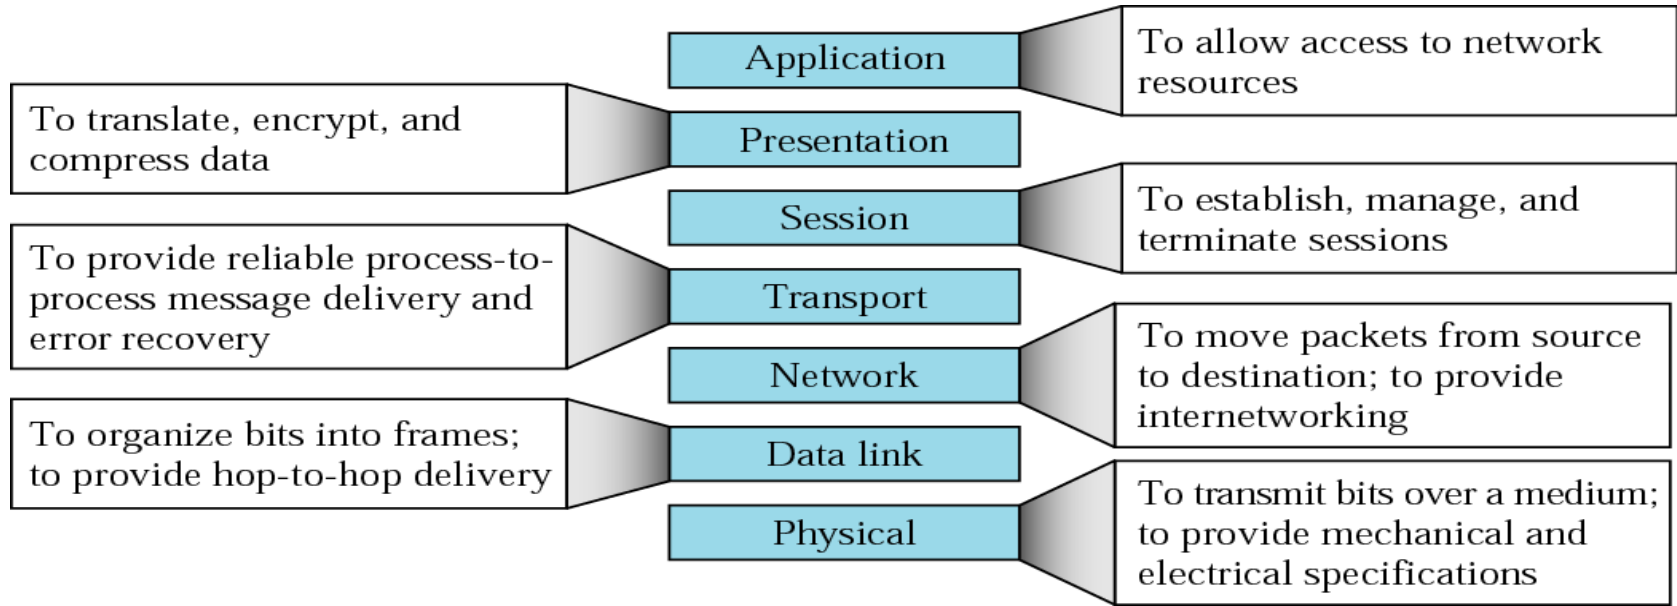 Application
To allow access to network
resources
To translate, encrypt, and
compress data
Presentation
Session
To establish, manage, and
terminate sessions
To provide reliable process-to-
process message delivery and
error recovery
Transport
Network
To move packets from source
to destination; to provide
internetworking
To organize bits into frames;
to provide hop-to-hop delivery
Data link
Physical
To transmit bits over a medium;
to provide mechanical and
electrical specifications